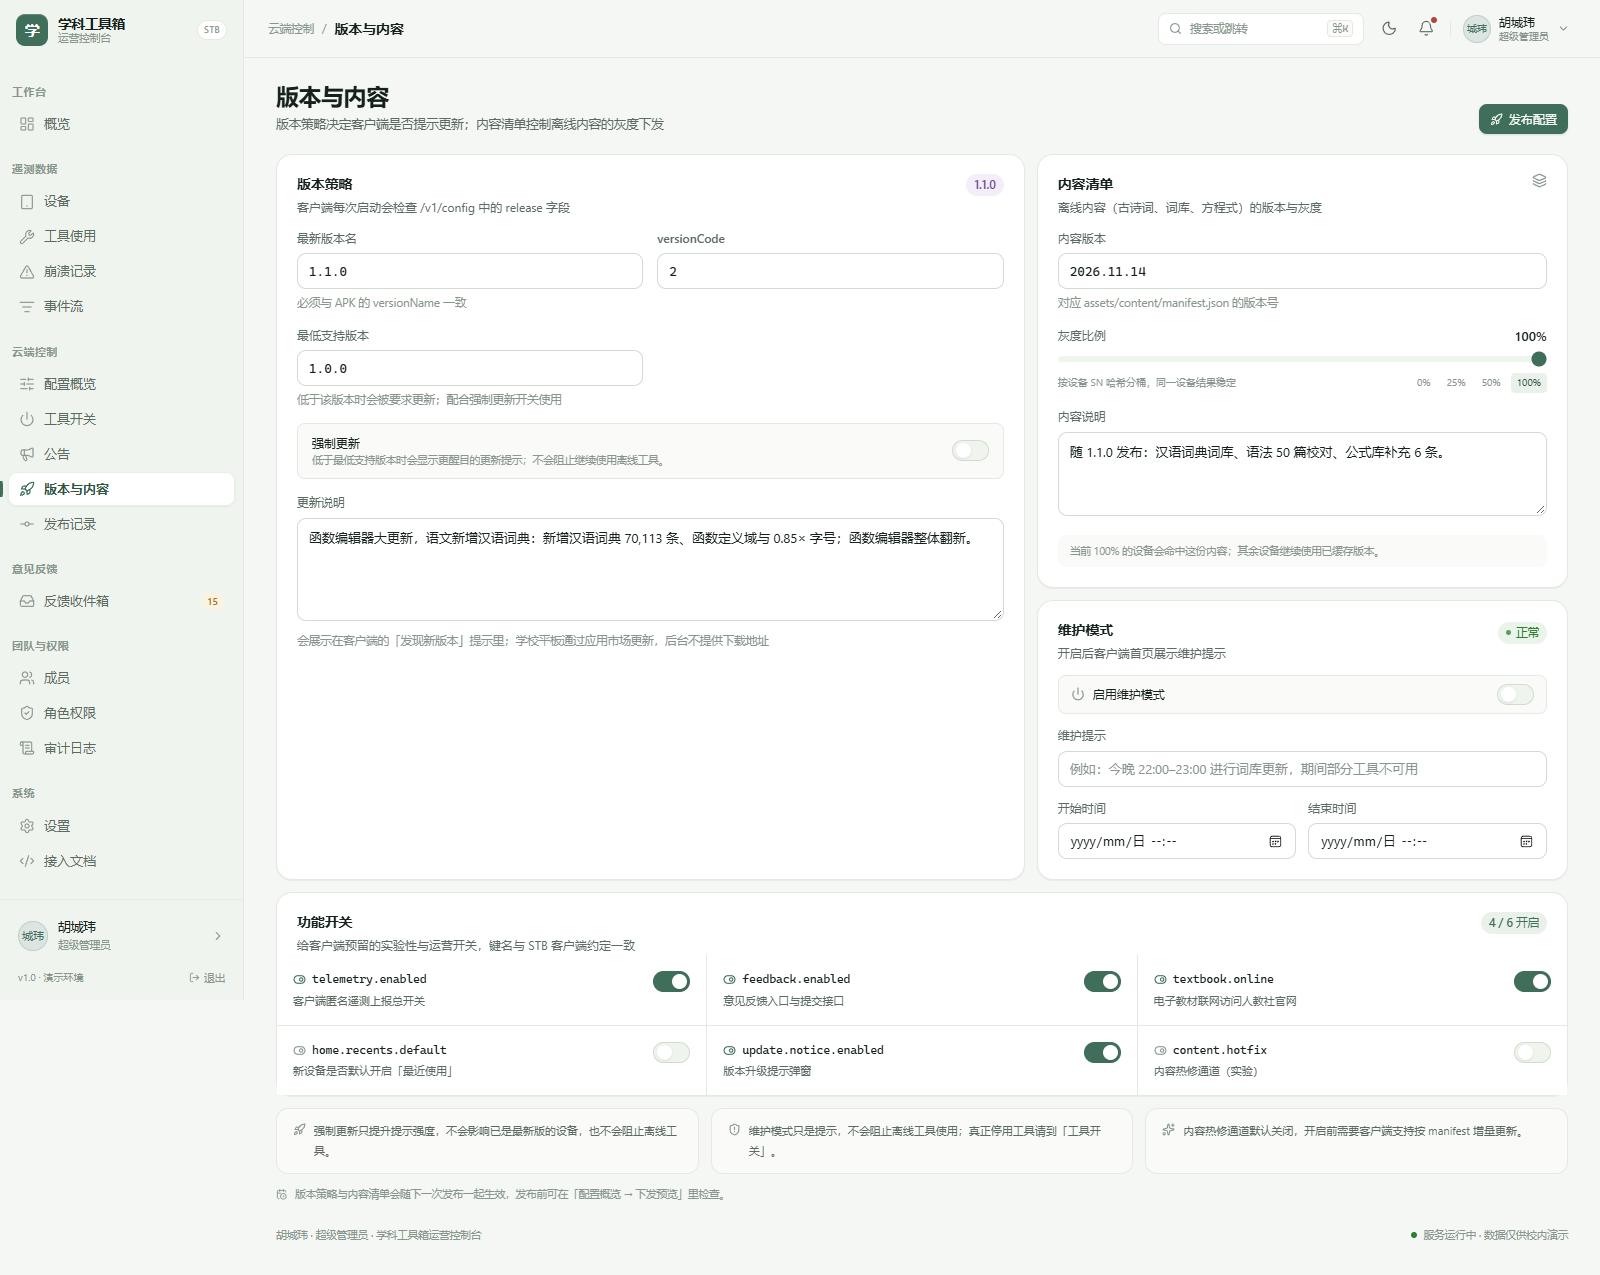 学
学科工具箱
运营控制台
STB
工作台
概览
遥测数据
设备
工具使用
崩溃记录
事件流
云端控制
配置概览
工具开关
公告
版本与内容
发布记录
意见反馈
反馈收件箱
15
团队与权限
成员
角色权限
审计日志
系统
设置
接入文档
城玮
胡城玮
超级管理员
v1.0 · 演示环境
退出
云端控制 / 版本与内容
搜索或跳转
⌘K
城玮
胡城玮
超级管理员
版本与内容
版本策略决定客户端是否提示更新；内容清单控制离线内容的灰度下发
发布配置
版本策略
1.1.0
客户端每次启动会检查 /v1/config 中的 release 字段
最新版本名
versionCode
1.1.0
2
必须与 APK 的 versionName 一致
最低支持版本
1.0.0
低于该版本时会被要求更新；配合强制更新开关使用
强制更新
低于最低支持版本时会显示更醒目的更新提示；不会阻止继续使用离线工具。
更新说明
函数编辑器大更新，语文新增汉语词典：新增汉语词典 70,113 条、函数定义域与 0.85× 字号；函数编辑器整体翻新。
会展示在客户端的「发现新版本」提示里；学校平板通过应用市场更新，后台不提供下载地址
内容清单
离线内容（古诗词、词库、方程式）的版本与灰度
内容版本
2026.11.14
对应 assets/content/manifest.json 的版本号
灰度比例
100%
按设备 SN 哈希分桶，同一设备结果稳定
0%
25%
50%
100%
内容说明
随 1.1.0 发布：汉语词典词库、语法 50 篇校对、公式库补充 6 条。
当前 100% 的设备会命中这份内容；其余设备继续使用已缓存版本。
维护模式
正常
开启后客户端首页展示维护提示
启用维护模式
维护提示
例如：今晚 22:00–23:00 进行词库更新，期间部分工具不可用
开始时间
结束时间
yyyy/mm/日 --:--
yyyy/mm/日 --:--
功能开关
4 / 6 开启
给客户端预留的实验性与运营开关，键名与 STB 客户端约定一致
telemetry.enabled
客户端匿名遥测上报总开关
feedback.enabled
意见反馈入口与提交接口
textbook.online
电子教材联网访问人教社官网
home.recents.default
新设备是否默认开启「最近使用」
update.notice.enabled
版本升级提示弹窗
content.hotfix
内容热修通道（实验）
强制更新只提升提示强度，不会影响已是最新版的设备，也不会阻止离线工
具。
维护模式只是提示，不会阻止离线工具使用；真正停用工具请到「工具开
关」。
内容热修通道默认关闭，开启前需要客户端支持按 manifest 增量更新。
版本策略与内容清单会随下一次发布一起生效，发布前可在「配置概览 → 下发预览」里检查。
胡城玮 · 超级管理员 · 学科工具箱运营控制台
服务运行中 · 数据仅供校内演示